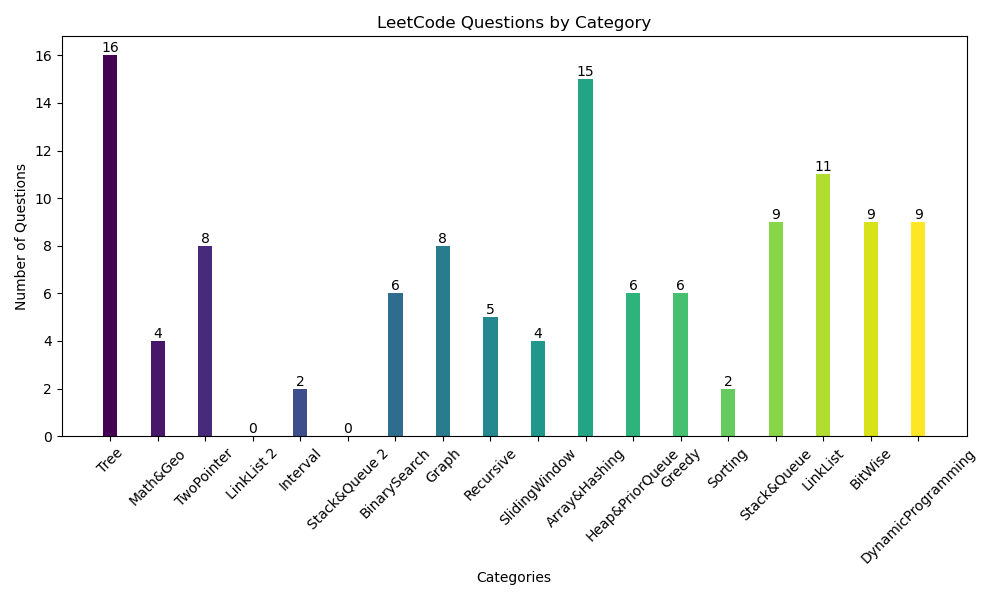 LeetCode Questions by Category
Number of Questions
16
14
12
10
8
6
4
2
0
16
4
8
0
2
0
6
8
5
4
15
6
6
2
9
11
9
9
Tree
Math&Geo
TwoPointer
LinkList 2
Interval
Stack&Queue 2
BinarySearch
Graph
Recursive
SlidingWindow
Array&Hashing
Heap&PriorQueue
Greedy
Sorting
Stack&Queue
LinkList
BitWise
DynamicProgramming
Categories